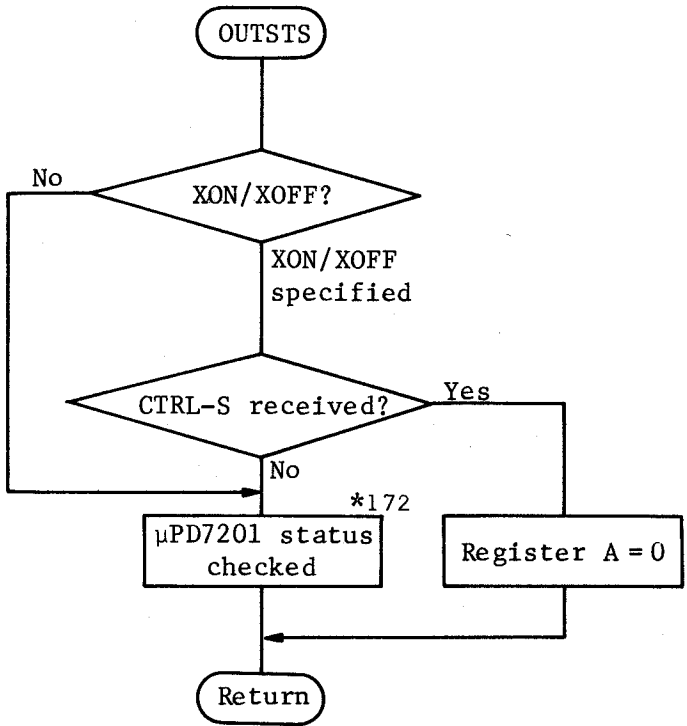 OUTSTS
No
XON/XOFF?
XON/XOFF
specified
CTRL-S received?
Yes
No
*172
μPD7201 status
checked
Register A = 0
Return